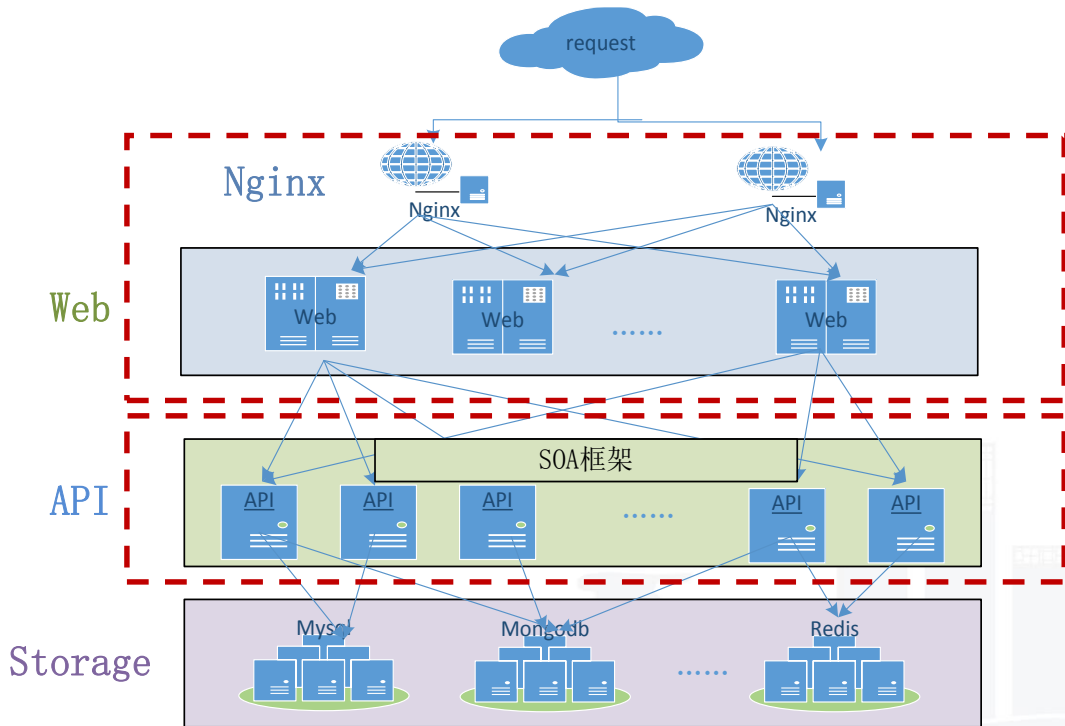 request
Nginx
Nginx
Nginx
Web
Web
Web
……
Web
SOA框架
API
API
API
API
……
API
API
Mysql
Mongodb
Redis
Storage
……